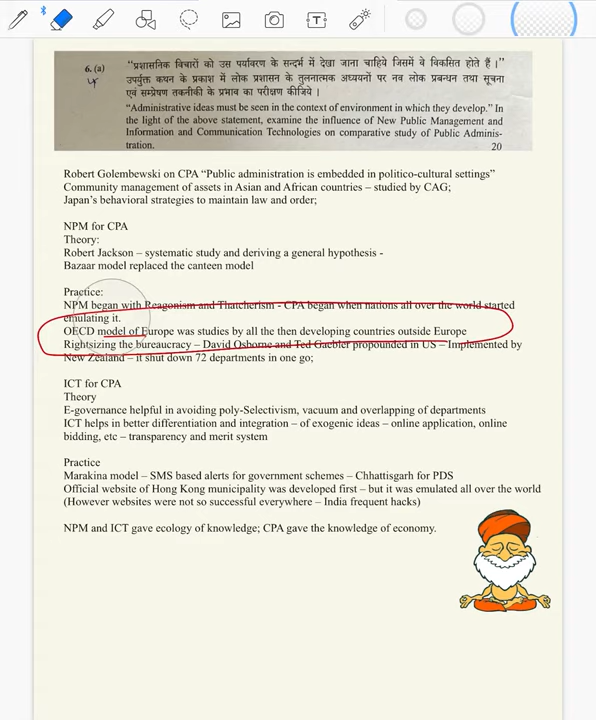 6. (a)
"प्रशासनिक विचारों को उस पर्यावरण के सन्दर्भ में देखा जाना चाहिये जिसमें वे विकसित होते हैं ।"
उपर्युक्त कथन के प्रकाश में लोक प्रशासन के तुलनात्मक अध्ययनों पर नव लोक प्रबन्धन तथा सूचना
एवं सम्प्रेषण तकनीकी के प्रभाव का परीक्षण कीजिये ।
"Administrative ideas must be seen in the context of environment in which they develop." In
the light of the above statement, examine the influence of New Public Management and
Information and Communication Technologies on comparative study of Public Adminis-
tration. 20
Robert Golembewski on CPA "Public administration is embedded in politico-cultural settings"
Community management of assets in Asian and African countries – studied by CAG;
Japan's behavioral strategies to maintain law and order;
NPM for CPA
Theory:
Robert Jackson – systematic study and deriving a general hypothesis -
Bazaar model replaced the canteen model
Practice:
NPM began with Reagonism and Thatcherism - CPA began when nations all over the world started
emulating it.
OECD model of Europe was studies by all the then developing countries outside Europe
Rightsizing the bureaucracy – David Osborne and Ted Gaebler propounded in US – Implemented by
New Zealand – it shut down 72 departments in one go;
ICT for CPA
Theory
E-governance helpful in avoiding poly-Selectivism, vacuum and overlapping of departments
ICT helps in better differentiation and integration – of exogenic ideas – online application, online
bidding, etc – transparency and merit system
Practice
Marakina model – SMS based alerts for government schemes – Chhattisgarh for PDS
Official website of Hong Kong municipality was developed first – but it was emulated all over the world
(However websites were not so successful everywhere – India frequent hacks)
NPM and ICT gave ecology of knowledge; CPA gave the knowledge of economy.